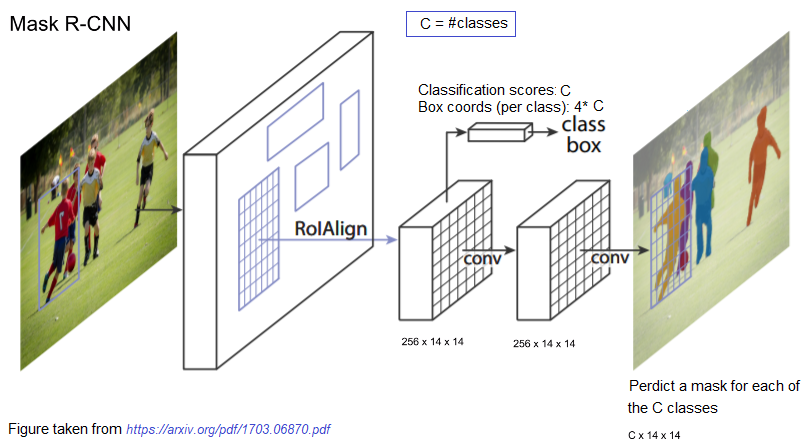 Mask R-CNN
C = #classes
Classification scores: C
Box coords (per class): 4* C
class
box
RoIAlign
conv
conv
256 x 14 x 14
256 x 14 x 14
Perdict a mask for each of
the C classes
C x 14 x 14
Figure taken from https://arxiv.org/pdf/1703.06870.pdf